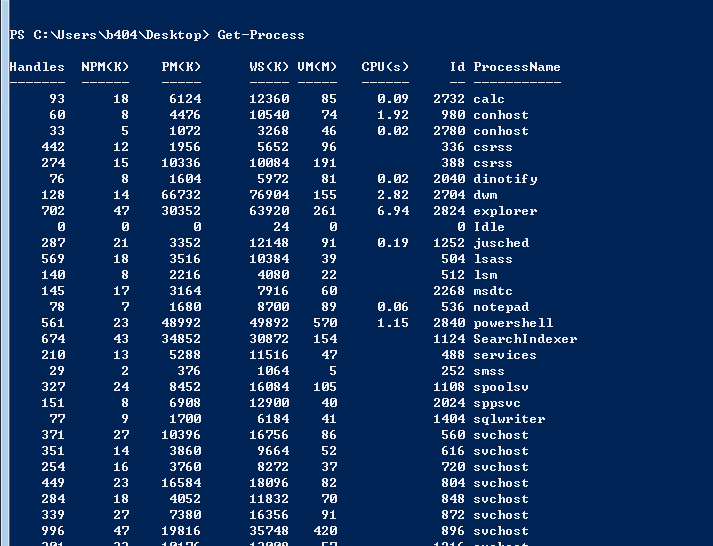 PS C:\Users\b404\Desktop> Get-Process
Handles NPM(K) PM(K) WS(K) VM(M) CPU(s) Id ProcessName
------- ------ ----- ----- ----- ------ -- -----------
93 18 6124 12360 85 0.09 2732 calc
60 8 4476 10540 74 1.92 980 conhost
33 5 1072 3268 46 0.02 2780 conhost
442 12 1956 5652 96 336 csrss
274 15 10336 10084 191 388 csrss
76 8 1604 5972 81 0.02 2040 dinotify
128 14 66732 76904 155 2.82 2704 dwm
702 47 30352 63920 261 6.94 2824 explorer
0 0 0 24 0 0 Idle
287 21 3352 12148 91 0.19 1252 jusched
569 18 3516 10384 39 504 lsass
140 8 2216 4080 22 512 lsm
145 17 3164 7916 60 2268 msdtc
78 7 1680 8700 89 0.06 536 notepad
561 23 48992 49892 570 1.15 2840 powershell
674 43 34852 30872 154 1124 SearchIndexer
210 13 5288 11516 47 488 services
29 2 376 1064 5 252 smss
327 24 8452 16084 105 1108 spoolsv
151 8 6908 12900 40 2024 sppsvc
77 9 1700 6184 41 1404 sqlwriter
371 27 10396 16756 86 560 svchost
351 14 3860 9664 52 616 svchost
254 16 3760 8272 37 720 svchost
449 23 16584 18096 82 804 svchost
284 18 4052 11832 70 848 svchost
339 27 7380 16356 91 872 svchost
996 47 19816 35748 420 896 svchost